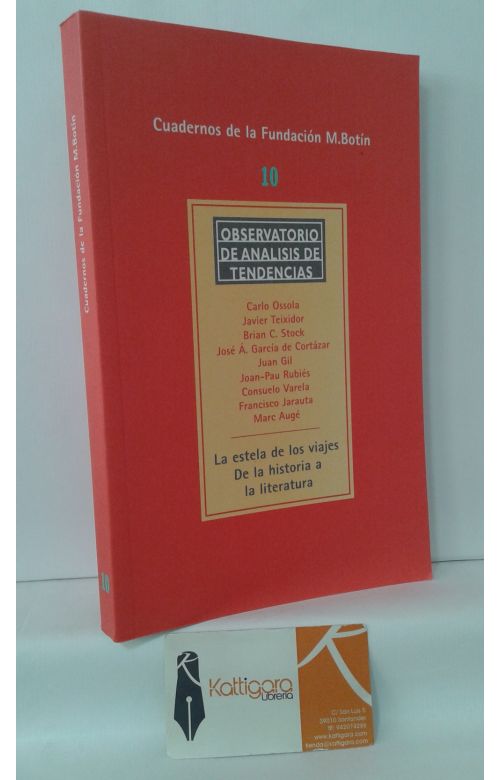 Cuadernos de la Fundación M.Botín
10
OBSERVATORIO
DE ANALISIS DE
TENDENCIAS
Carlo Ossola
Javier Teixidor
Brian C. Stock
José Á. García de Cortázar
Juan Gil
Joan-Pau Rubiés
Consuelo Varela
Francisco Jarauta
Marc Augé
La estela de los viajes
De la historia a
la literatura
Cuadernos de la Fundación M.Botín
10
Kattigara
Librería
C/ San Luis 5
39010 Santander
www.kattigara.com
tienda@kattigara.com